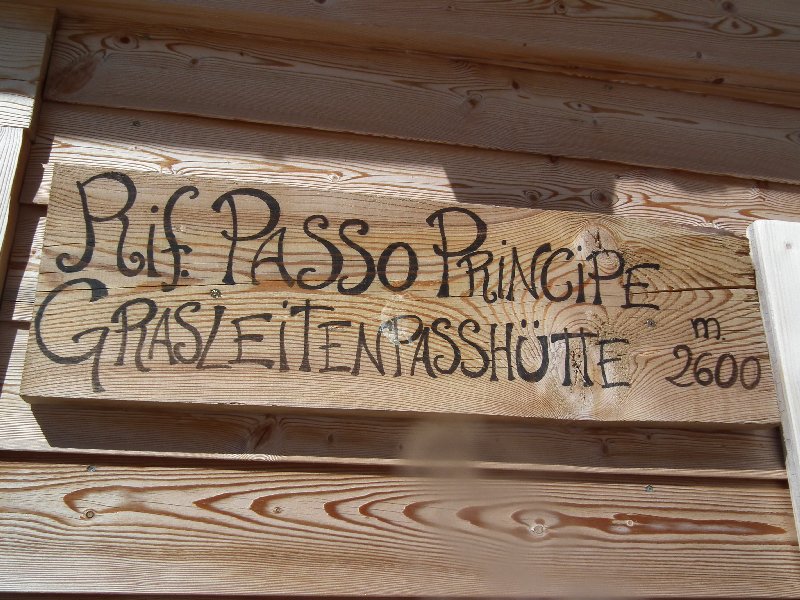 Rif. Passo Principe
Grasleitenpasshütte
m.
2600